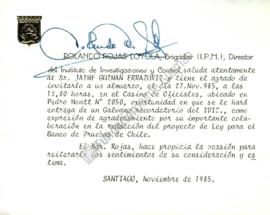 ROLANDO ROJAS LOYOLA, Brigadier (I.P.M.), Director
del Instituto de Investigaciones y Control, saluda atentamente
al Sr. JAIME GUZMAN ERRAZURIZ y tiene el agrado de
invitarlo a un almuerzo, el día 27.Nov.985, a las
13,00 horas, en el Casino de Oficiales, ubicado en
Pedro Montt N° 2050, oportunidad en que se le hará
entrega de un Galvano recordatorio del IDIC., como
expresión de agradecimiento por su importante cola-
boración en la redacción del proyecto de Ley para el
Banco de Pruebas de Chile.
El Gral. Rojas, hace propicia la ocasión para
reiterarle los sentimientos de su consideración y es
tema.
SANTIAGO, Noviembre de 1985.